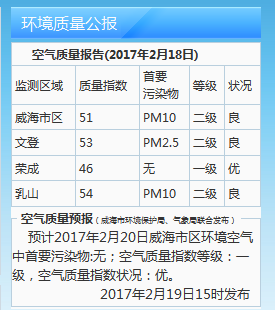 环境质量公报
空气质量报告(2017年2月18日)
监测区域 质量指数 首要污染物 等级 状况
威海市区 51 PM10 二级 良
文登 53 PM2.5 二级 良
荣成 46 无 一级 优
乳山 54 PM10 二级 良
空气质量预报（威海市环境保护局、气象局联合发布）
预计2017年2月20日威海市区环境空气
中首要污染物:无；空气质量指数等级：一
级，空气质量指数状况：优。
2017年2月19日15时发布